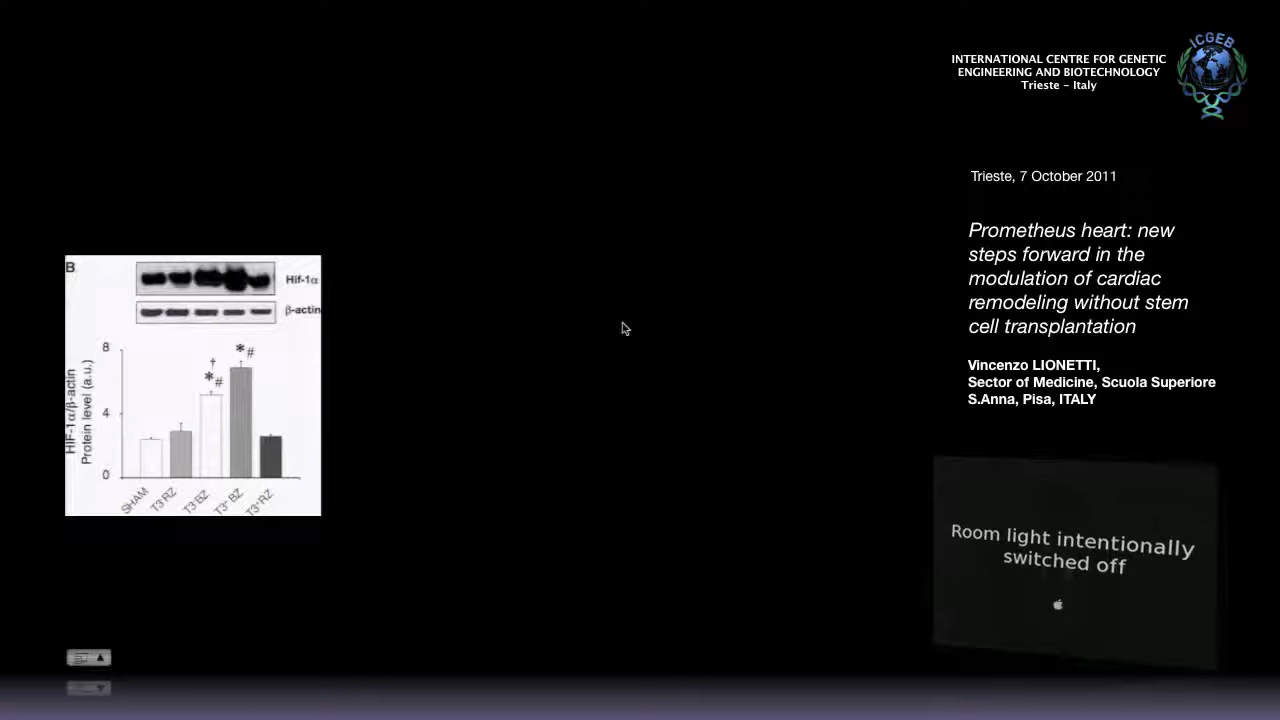 INTERNATIONAL CENTRE FOR GENETIC
ENGINEERING AND BIOTECHNOLOGY
Trieste – Italy
ICGEB
Trieste, 7 October 2011
Prometheus heart: new
steps forward in the
modulation of cardiac
remodeling without stem
cell transplantation
Vincenzo LIONETTI,
Sector of Medicine, Scuola Superiore
S.Anna, Pisa, ITALY
B
Hif-1α
β-actin
8
4
0
HIF-1α/β-actin
Protein level (a.u.)
†
*#
*#
SHAM
T3⁻RZ
T3⁻BZ
T3⁺BZ
T3⁺RZ
Room light intentionally
switched off